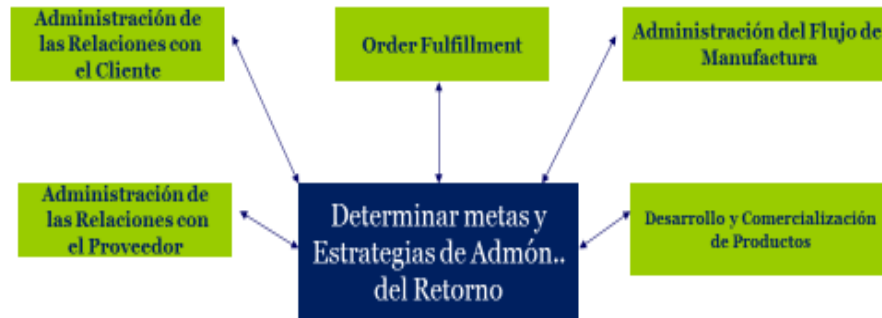 Administración de
las Relaciones con
el Cliente
Order Fulfillment
Administración del Flujo de
Manufactura
Administración de
las Relaciones con
el Proveedor
Determinar metas y
Estrategias de Admón..
del Retorno
Desarrollo y Comercialización
de Productos